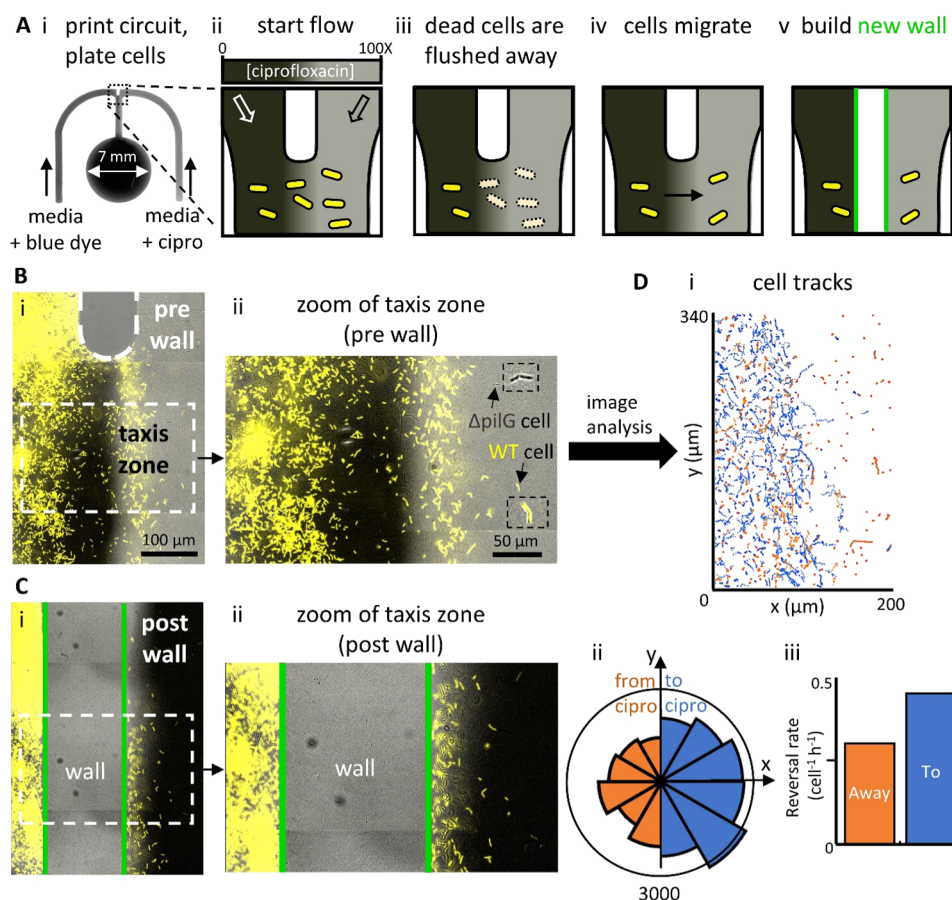 A
i print circuit,
plate cells
7 mm
media
+ blue dye
media
+ cipro
ii start flow
0 100X
[ciprofloxacin]
iii dead cells are
flushed away
iv cells migrate
v build new wall
B
i
pre
wall
taxis
zone
100 µm
ii zoom of taxis zone
(pre wall)
ΔpilG cell
WT cell
50 µm
image
analysis
C
i
post
wall
wall
ii zoom of taxis zone
(post wall)
wall
D
i cell tracks
340
y (µm)
0
x (µm)
200
ii
y
from
cipro
to
cipro
x
3000
iii
0.5
Reversal rate
(cell⁻¹ h⁻¹)
0
Away
To